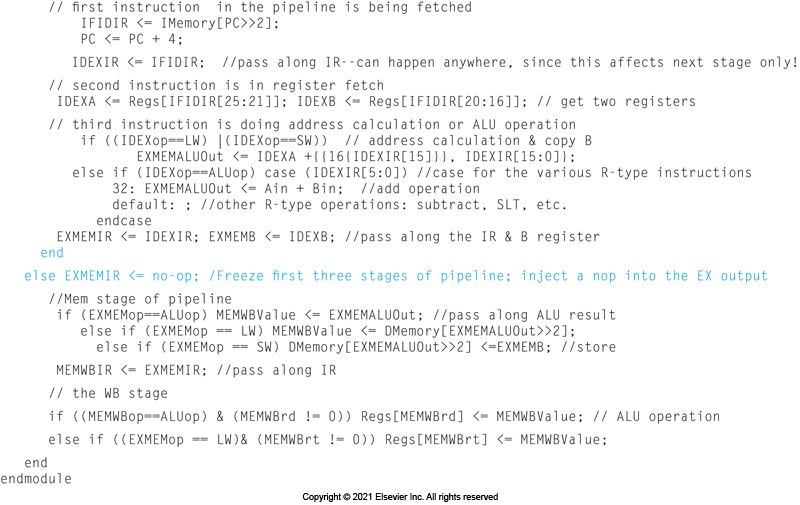 // first instruction  in the pipeline is being fetched
IFIDIR <= IMemory[PC>>2];
PC <= PC + 4;
IDEXIR <= IFIDIR;  //pass along IR--can happen anywhere, since this affects next stage only!
// second instruction is in register fetch
IDEXA <= Regs[IFIDIR[25:21]]; IDEXB <= Regs[IFIDIR[20:16]]; // get two registers
// third instruction is doing address calculation or ALU operation
if ((IDEXop==LW) |(IDEXop==SW))  // address calculation & copy B
EXMEMALUOut <= IDEXA +{{16{IDEXIR[15]}}, IDEXIR[15:0]};
else if (IDEXop==ALUop) case (IDEXIR[5:0]) //case for the various R-type instructions
32: EXMEMALUOut <= Ain + Bin;  //add operation
default: ; //other R-type operations: subtract, SLT, etc.
endcase
EXMEMIR <= IDEXIR; EXMEMB <= IDEXB; //pass along the IR & B register
end
else EXMEMIR <= no-op; /Freeze first three stages of pipeline; inject a nop into the EX output
//Mem stage of pipeline
if (EXMEMop==ALUop) MEMWBValue <= EXMEMALUOut; //pass along ALU result
else if (EXMEMop == LW) MEMWBValue <= DMemory[EXMEMALUOut>>2];
else if (EXMEMop == SW) DMemory[EXMEMALUOut>>2] <=EXMEMB; //store
MEMWBIR <= EXMEMIR; //pass along IR
// the WB stage
if ((MEMWBop==ALUop) & (MEMWBrd != 0)) Regs[MEMWBrd] <= MEMWBValue; // ALU operation
else if ((EXMEMop == LW)& (MEMWBrt != 0)) Regs[MEMWBrt] <= MEMWBValue;
end
endmodule
Copyright © 2021 Elsevier Inc. All rights reserved